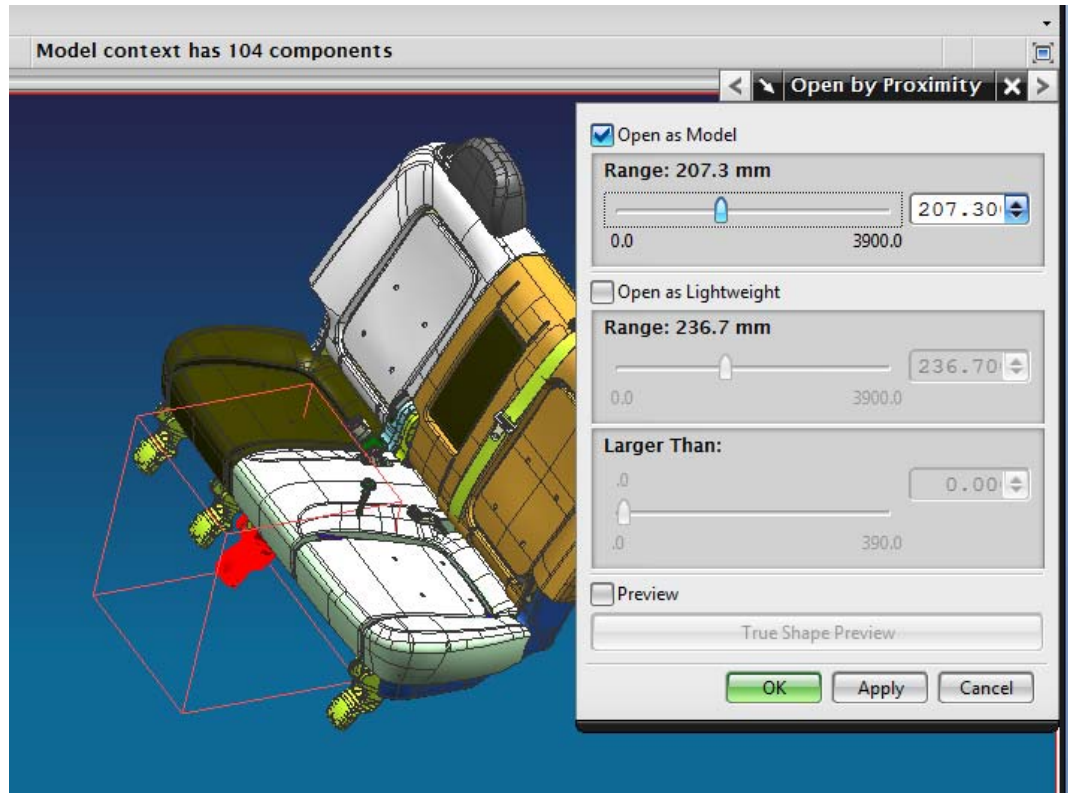 Model context has 104 components
Open by Proximity
Open as Model
Range: 207.3 mm
207.30
0.0 3900.0
Open as Lightweight
Range: 236.7 mm
236.70
0.0 3900.0
Larger Than:
.0 0.00
.0 390.0
Preview
True Shape Preview
OK Apply Cancel